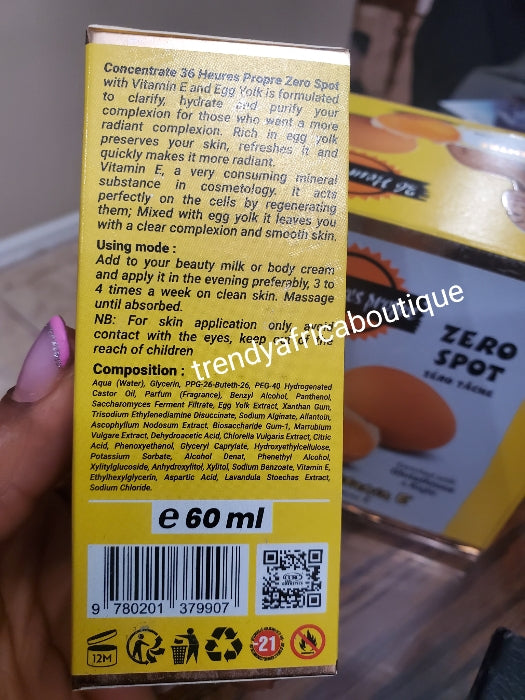 Concentrate 36 Heures Propre Zero Spot
with Vitamin E and Egg Yolk is formulated
to clarify, hydrate and purify your
complexion for those who want a more
radiant complexion. Rich in egg yolk
preserves your skin, refreshes it and
quickly makes it more radiant.
Vitamin E, a very consuming mineral
substance in cosmetology. It acts
perfectly on the cells by regenerating
them; Mixed with egg yolk it leaves you
with a clear complexion and smooth skin.
Using mode :
Add to your beauty milk or body cream
and apply it in the evening preferably, 3 to
4 times a week on clean skin. Massage
until absorbed.
NB: For skin application only, avoid
contact with the eyes, keep out of the
reach of children
Composition :
Aqua (Water), Glycerin, PPG-26-Buteth-26, PEG-40 Hydrogenated
Castor Oil, Parfum (Fragrance), Benzyl Alcohol, Panthenol,
Saccharomyces Ferment Filtrate, Egg Yolk Extract, Xanthan Gum,
Trisodium Ethylenediamine Disuccinate, Sodium Alginate, Allantoin,
Ascophyllum Nodosum Extract, Biosaccharide Gum-1, Marrubium
Vulgare Extract, Dehydroacetic Acid, Chlorella Vulgaris Extract, Citric
Acid, Phenoxyethanol, Glyceryl Caprylate, Hydroxyethylcellulose,
Potassium Sorbate, Alcohol Denat, Phenethyl Alcohol,
Xylitylglucoside, Anhydroxylitol, Xylitol, Sodium Benzoate, Vitamin E,
Ethylhexylglycerin, Aspartic Acid, Lavandula Stoechas Extract,
Sodium Chloride.
e 60 ml
9 780201 379907
12M
-21
trendyafricaboutique
36 Heures
ZERO
SPOT
ZÉRO TÂCHE